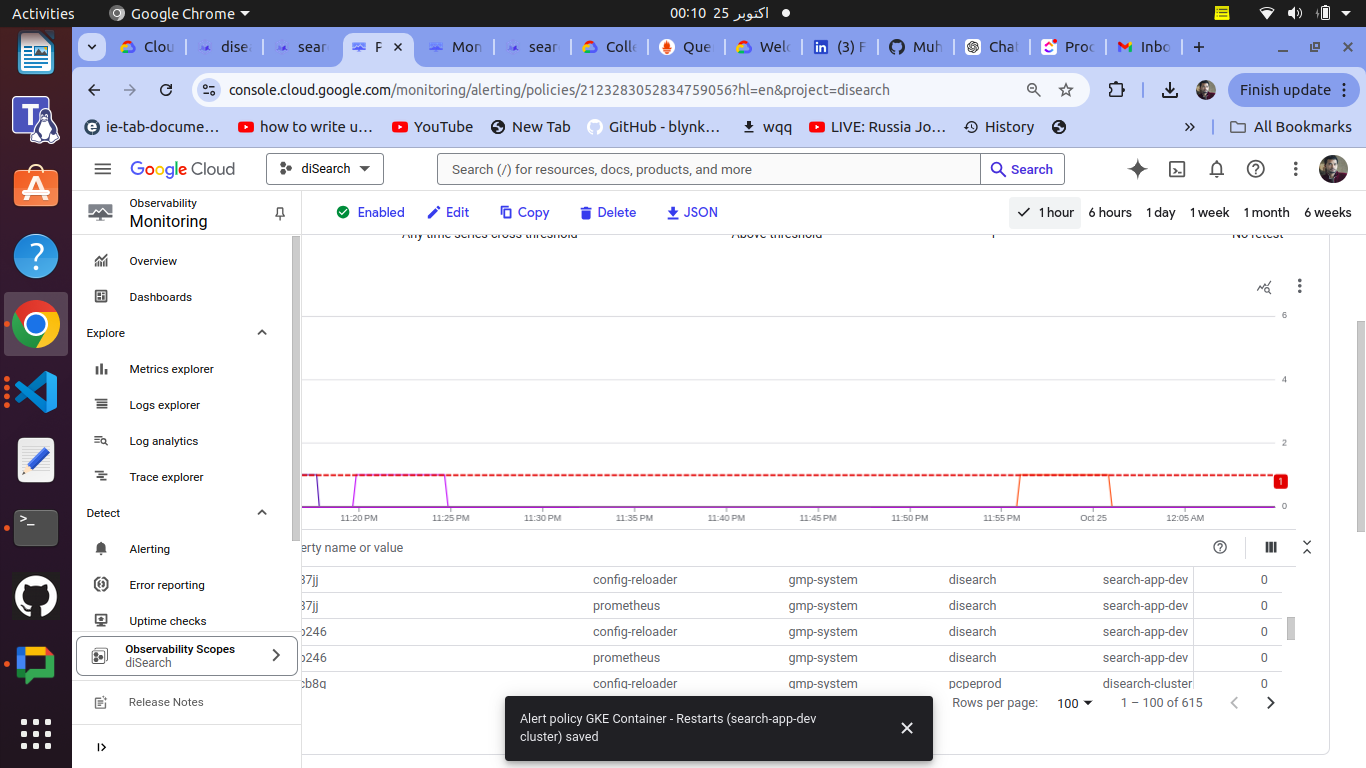 Activities
Google Chrome
00:10 25 اکتوبر
Clou
dise
sear
F
Mon
sear
Colle
Que
Welc
(3) F
Muh
Chat
Proc
Inbo
console.cloud.google.com/monitoring/alerting/policies/2123283052834759056?hl=en&project=disearch
Finish update
ie-tab-docume…
how to write u…
YouTube
New Tab
GitHub - blynk…
wqq
LIVE: Russia Jo…
History
All Bookmarks
Google Cloud
diSearch
Search (/) for resources, docs, products, and more
Search
Observability
Monitoring
Enabled
Edit
Copy
Delete
JSON
1 hour
6 hours
1 day
1 week
1 month
6 weeks
Any time series cross threshold
Above threshold
No retest
Overview
Dashboards
Explore
Metrics explorer
Logs explorer
Log analytics
Trace explorer
Detect
Alerting
Error reporting
Uptime checks
Observability Scopes
diSearch
Release Notes
6
4
2
1
0
11:20 PM
11:25 PM
11:30 PM
11:35 PM
11:40 PM
11:45 PM
11:50 PM
11:55 PM
Oct 25
12:05 AM
erty name or value
37jj config-reloader gmp-system disearch search-app-dev 0
37jj prometheus gmp-system disearch search-app-dev 0
b246 config-reloader gmp-system disearch search-app-dev 0
b246 prometheus gmp-system disearch search-app-dev 0
cb8q config-reloader gmp-system pcpeprod disearch-cluster 0
Rows per page: 100 1 – 100 of 615
Alert policy GKE Container - Restarts (search-app-dev
cluster) saved